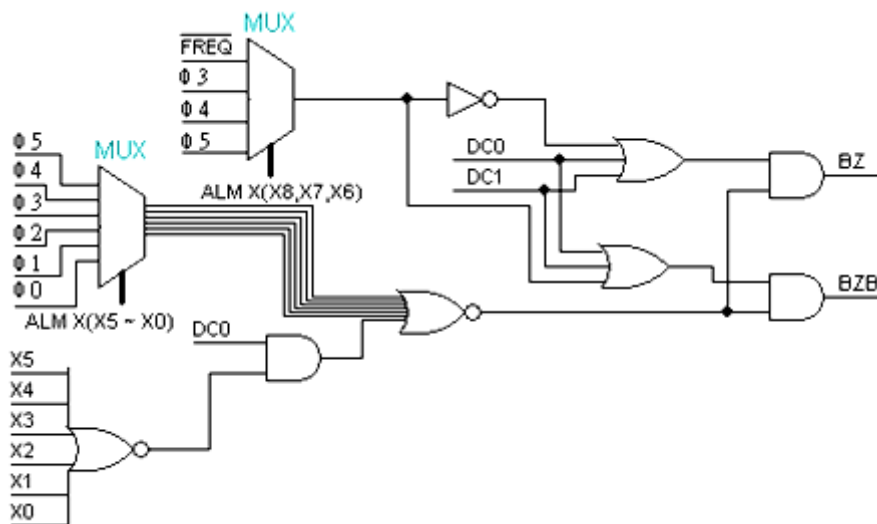 MUX
FREQ
Φ 3
Φ 4
Φ 5
ALM X(X8,X7,X6)
MUX
Φ 5
Φ 4
Φ 3
Φ 2
Φ 1
Φ 0
ALM X(X5 ~ X0)
DC0
DC1
BZ
BZB
DC0
X5
X4
X3
X2
X1
X0